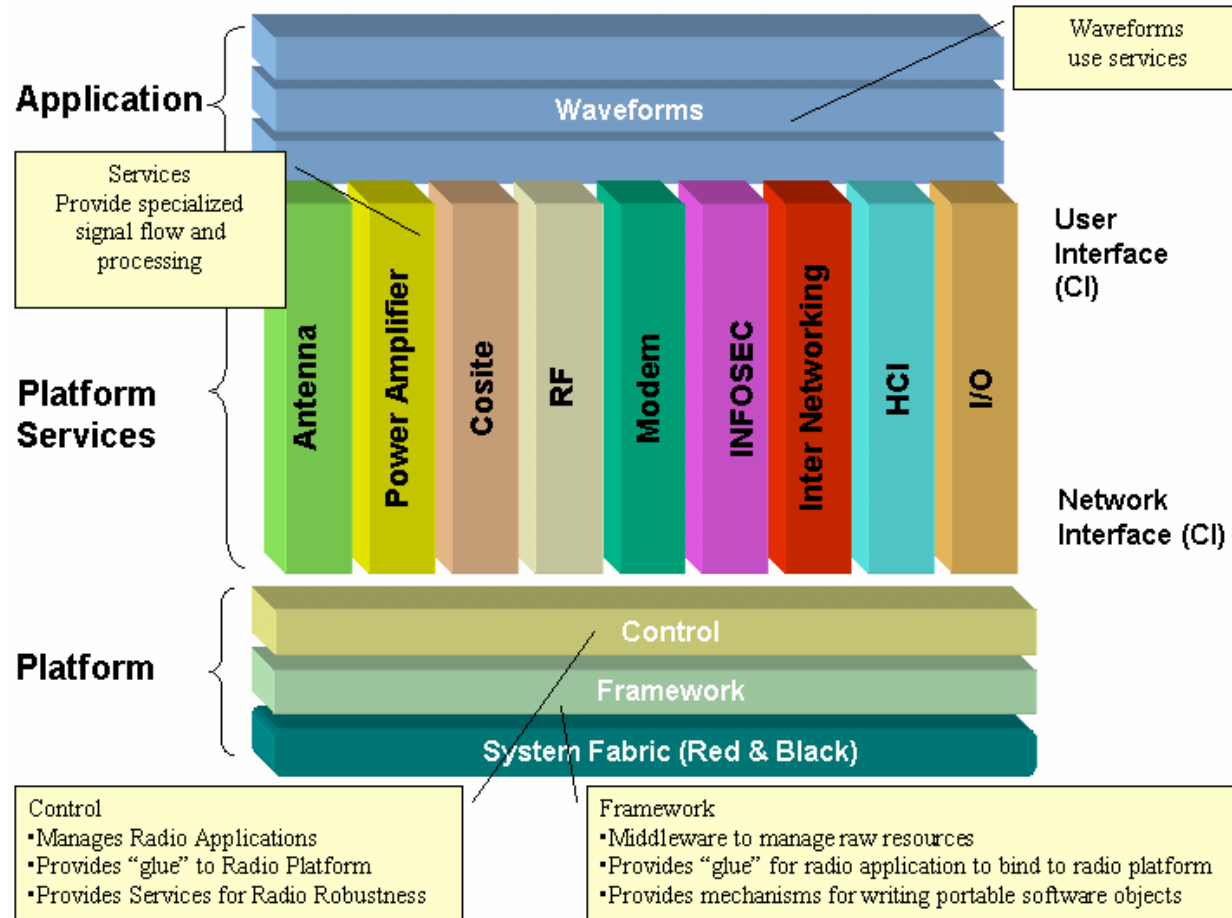 Waveforms
use services
Application
Waveforms
Services
Provide specialized
signal flow and
processing
User
Interface
(CI)
Platform
Services
Antenna
Power Amplifier
Cosite
RF
Modem
INFOSEC
Inter Networking
HCI
I/O
Network
Interface (CI)
Platform
Control
Framework
System Fabric (Red & Black)
Control
▪Manages Radio Applications
▪Provides “glue” to Radio Platform
▪Provides Services for Radio Robustness
Framework
▪Middleware to manage raw resources
▪Provides “glue” for radio application to bind to radio platform
▪Provides mechanisms for writing portable software objects